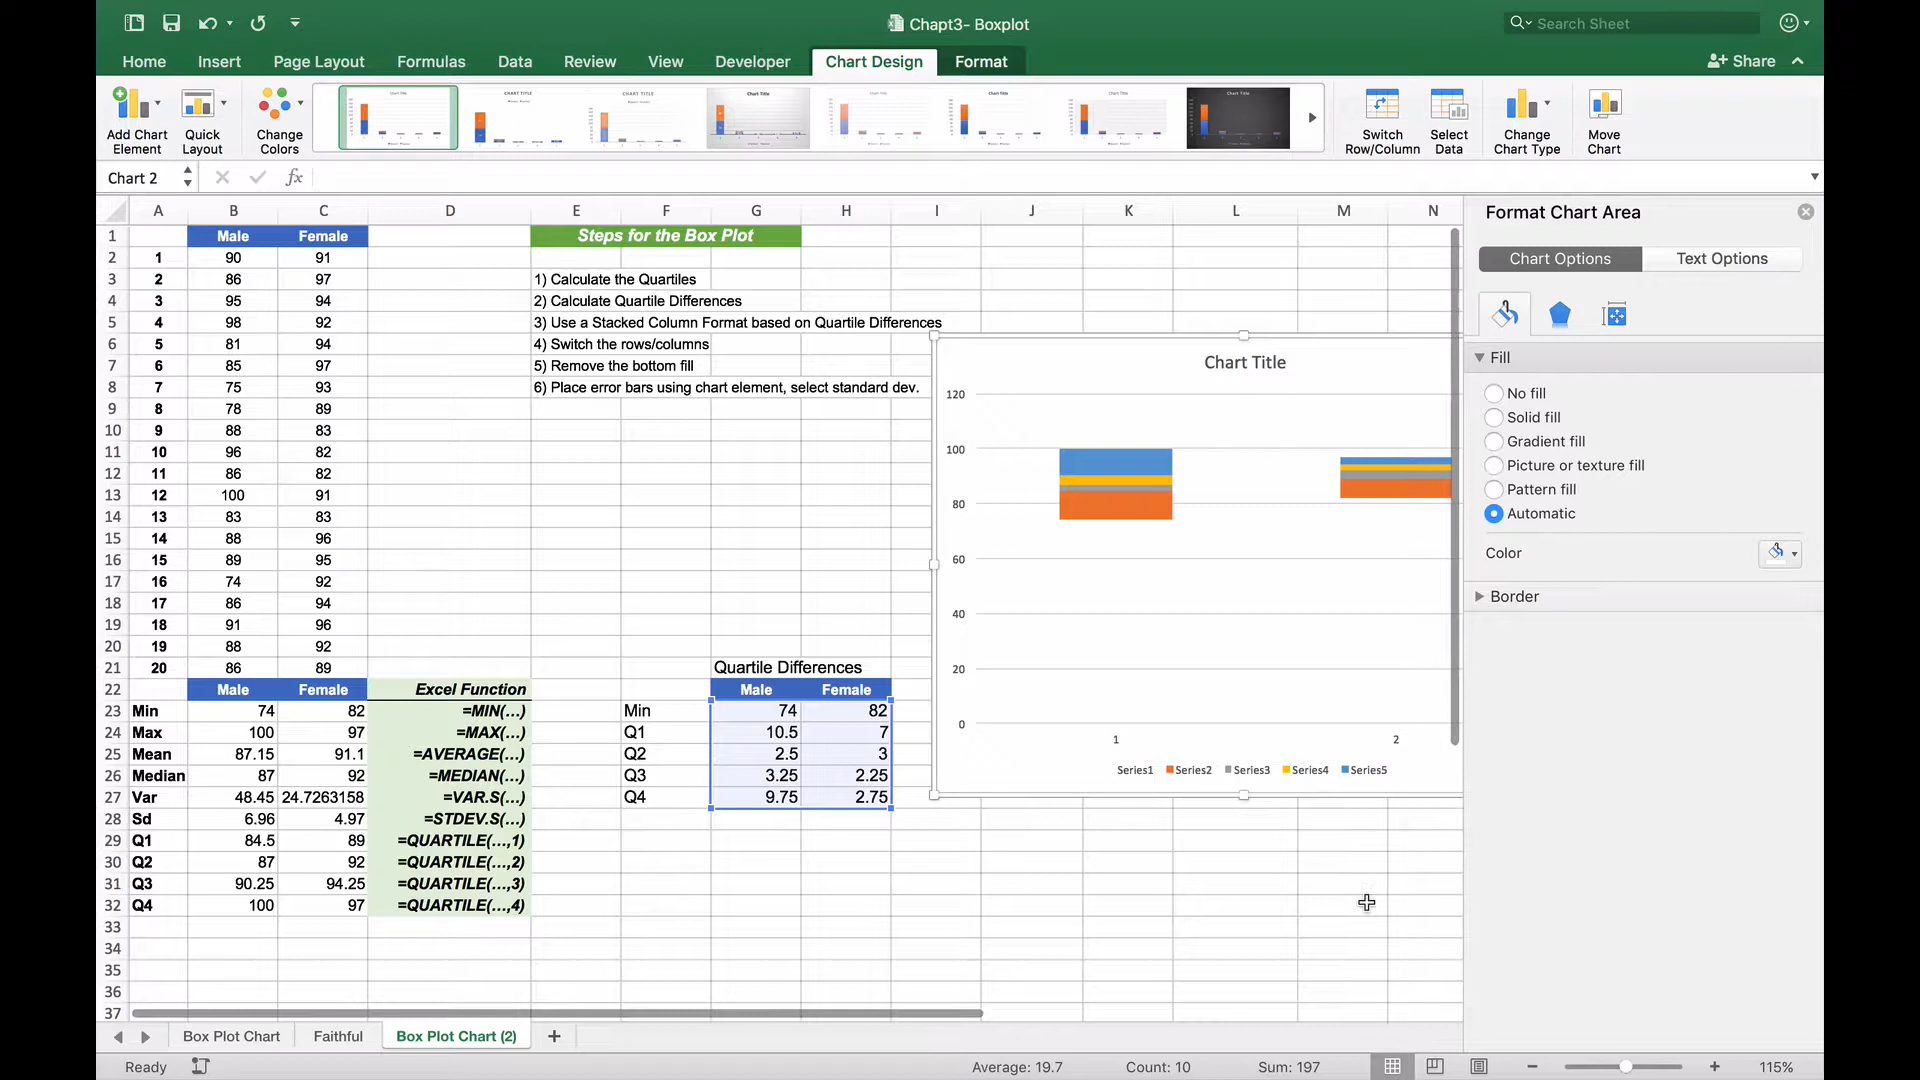 Chapt3- Boxplot
Search Sheet
Home Insert Page Layout Formulas Data Review View Developer Chart Design Format Share
Add Chart Element
Quick Layout
Change Colors
Switch Row/Column
Select Data
Change Chart Type
Move Chart
Chart 2 fx
A B C D E F G H I J K L M N
1 Male Female Steps for the Box Plot
2 1 90 91
3 2 86 97 1) Calculate the Quartiles
4 3 95 94 2) Calculate Quartile Differences
5 4 98 92 3) Use a Stacked Column Format based on Quartile Differences
6 5 81 94 4) Switch the rows/columns
7 6 85 97 5) Remove the bottom fill
8 7 75 93 6) Place error bars using chart element, select standard dev.
9 8 78 89
10 9 88 83
11 10 96 82
12 11 86 82
13 12 100 91
14 13 83 83
15 14 88 96
16 15 89 95
17 16 74 92
18 17 86 94
19 18 91 96
20 19 88 92
21 20 86 89 Quartile Differences
22 Male Female Excel Function Male Female
23 Min 74 82 =MIN(...) Min 74 82
24 Max 100 97 =MAX(...) Q1 10.5 7
25 Mean 87.15 91.1 =AVERAGE(...) Q2 2.5 3
26 Median 87 92 =MEDIAN(...) Q3 3.25 2.25
27 Var 48.45 24.7263158 =VAR.S(...) Q4 9.75 2.75
28 Sd 6.96 4.97 =STDEV.S(...)
29 Q1 84.5 89 =QUARTILE(...,1)
30 Q2 87 92 =QUARTILE(...,2)
31 Q3 90.25 94.25 =QUARTILE(...,3)
32 Q4 100 97 =QUARTILE(...,4)
33
34
35
36
37
Chart Title
120
100
80
60
40
20
0
1 2
Series1 Series2 Series3 Series4 Series5
Format Chart Area
Chart Options Text Options
Fill
No fill
Solid fill
Gradient fill
Picture or texture fill
Pattern fill
Automatic
Color
Border
Box Plot Chart Faithful Box Plot Chart (2)
Ready Average: 19.7 Count: 10 Sum: 197 115%